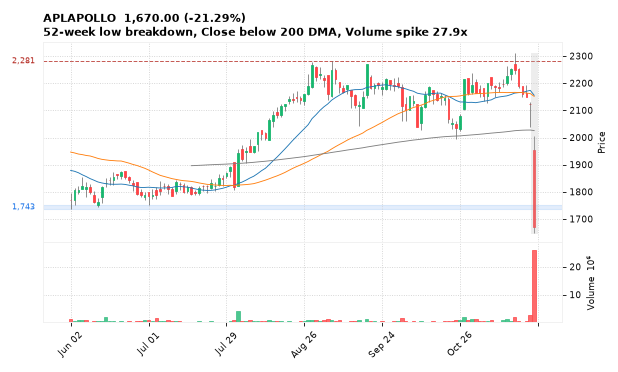 APLAPOLLO 1,670.00 (-21.29%)
52-week low breakdown, Close below 200 DMA, Volume spike 27.9x
2,281
1,743
2300
2200
2100
2000
1900
1800
1700
Price
20
10
Volume 10⁶
Jun 02
Jul 01
Jul 29
Aug 26
Sep 24
Oct 26